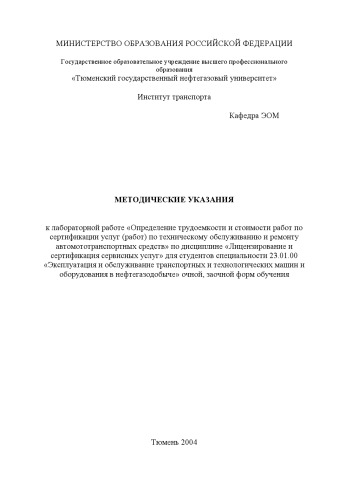 МИНИСТЕРСТВО ОБРАЗОВАНИЯ РОССИЙСКОЙ ФЕДЕРАЦИИ
Государственное образовательное учреждение высшего профессионального
образования
«Тюменский государственный нефтегазовый университет»
Институт транспорта
Кафедра ЭОМ
МЕТОДИЧЕСКИЕ УКАЗАНИЯ
к лабораторной работе «Определение трудоемкости и стоимости работ по
сертификации услуг (работ) по техническому обслуживанию и ремонту
автомототранспортных средств» по дисциплине «Лицензирование и
сертификация сервисных услуг» для студентов специальности 23.01.00
«Эксплуатация и обслуживание транспортных и технологических машин и
оборудования в нефтегазодобыче» очной, заочной форм обучения
Тюмень 2004